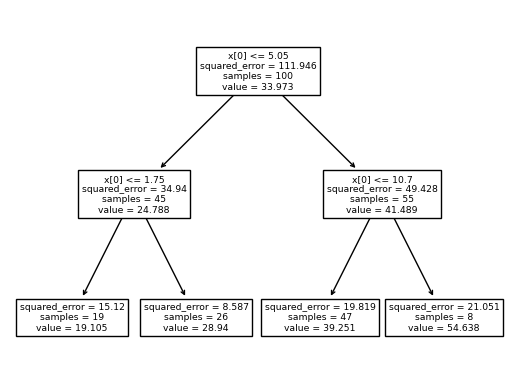 x[0] <= 5.05
squared_error = 111.946
samples = 100
value = 33.973
x[0] <= 1.75
squared_error = 34.94
samples = 45
value = 24.788
x[0] <= 10.7
squared_error = 49.428
samples = 55
value = 41.489
squared_error = 15.12
samples = 19
value = 19.105
squared_error = 8.587
samples = 26
value = 28.94
squared_error = 19.819
samples = 47
value = 39.251
squared_error = 21.051
samples = 8
value = 54.638